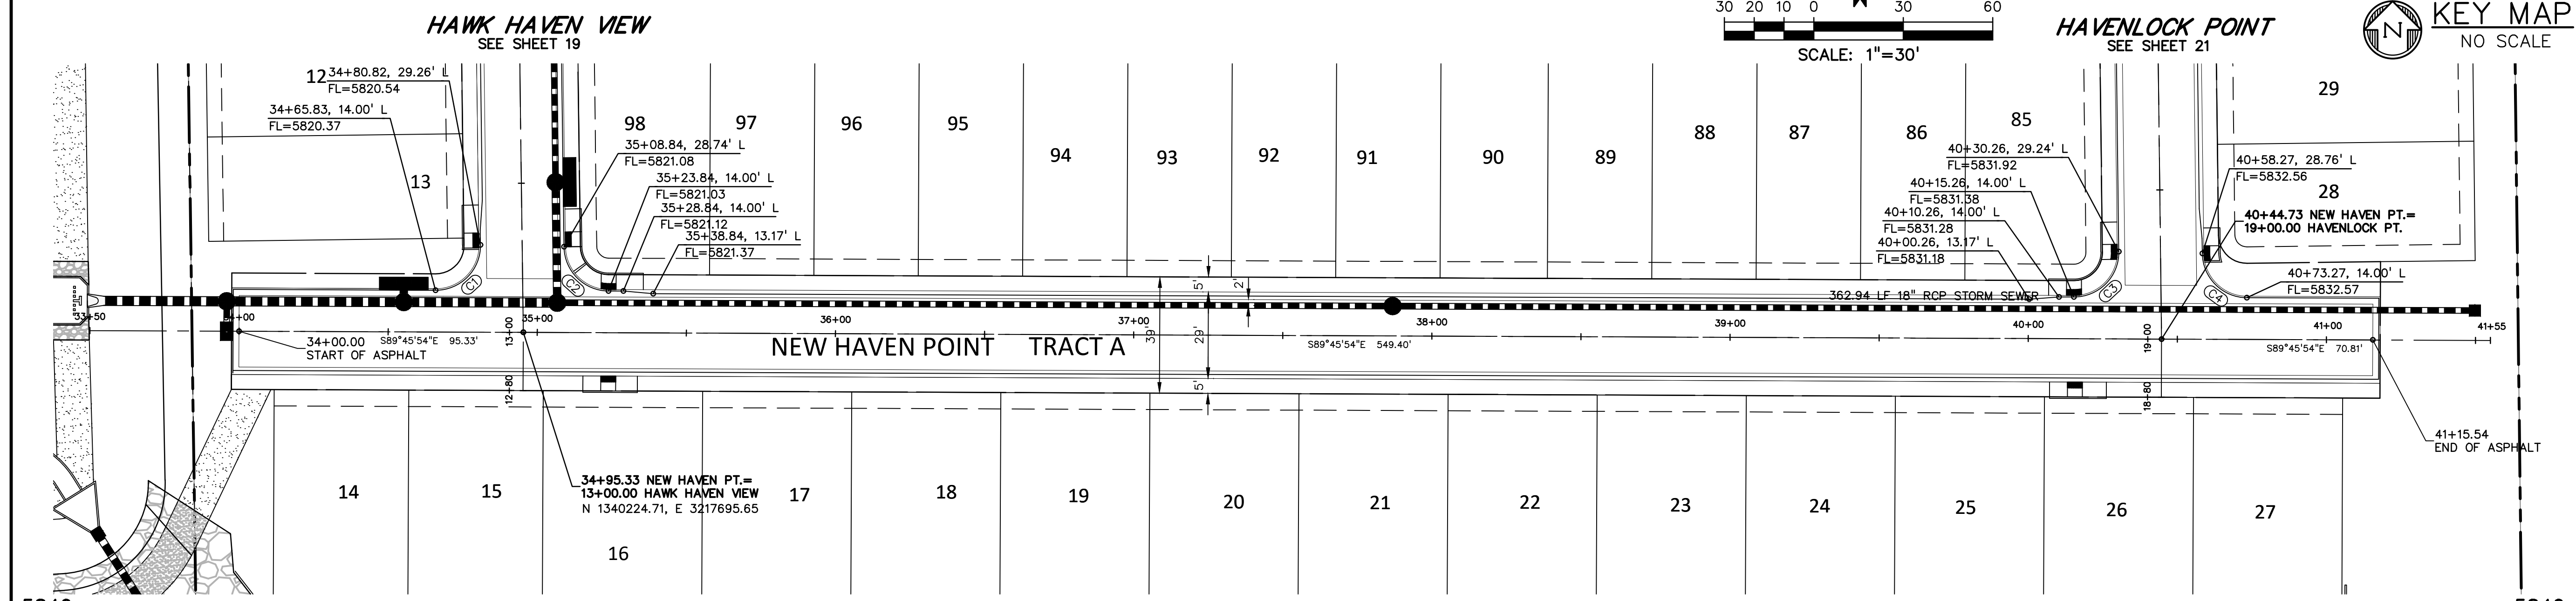 HAWK HAVEN VIEW
SEE SHEET 19
30 20 10 0 30 60
SCALE: 1"=30'
HAVENLOCK POINT
SEE SHEET 21
N
KEY MAP
NO SCALE
12
34+80.82, 29.26' L
FL=5820.54
34+65.83, 14.00' L
FL=5820.37
13
98
97
96
95
94
93
92
91
90
89
88
87
86
85
29
28
35+08.84, 28.74' L
FL=5821.08
35+23.84, 14.00' L
FL=5821.03
35+28.84, 14.00' L
FL=5821.12
35+38.84, 13.17' L
FL=5821.37
40+30.26, 29.24' L
FL=5831.92
40+15.26, 14.00' L
FL=5831.38
40+10.26, 14.00' L
FL=5831.28
40+00.26, 13.17' L
FL=5831.18
40+58.27, 28.76' L
FL=5832.56
40+44.73 NEW HAVEN PT.=
19+00.00 HAVENLOCK PT.
40+73.27, 14.00' L
FL=5832.57
C1
C2
C3
C4
5'
2'
362.94 LF 18" RCP STORM SEWER
33+50
34+00
35+00
36+00
37+00
38+00
39+00
40+00
41+00
41+55
13+00
12+80
19+00
18+80
39'
29'
5'
34+00.00
START OF ASPHALT
S89°45'54"E 95.33'
NEW HAVEN POINT TRACT A
S89°45'54"E 549.40'
S89°45'54"E 70.81'
41+15.54
END OF ASPHALT
34+95.33 NEW HAVEN PT.=
13+00.00 HAWK HAVEN VIEW
N 1340224.71, E 3217695.65
14
15
16
17
18
19
20
21
22
23
24
25
26
27